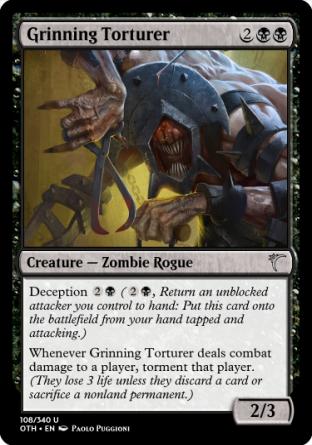 Grinning Torturer 2
Creature — Zombie Rogue
Deception 2 ( 2 , Return an unblocked
attacker you control to hand: Put this card onto
the battlefield from your hand tapped and
attacking.)
Whenever Grinning Torturer deals combat
damage to a player, torment that player.
(They lose 3 life unless they discard a card or
sacrifice a nonland permanent.)
2/3
108/340 U
OTH • EN Paolo Puggioni